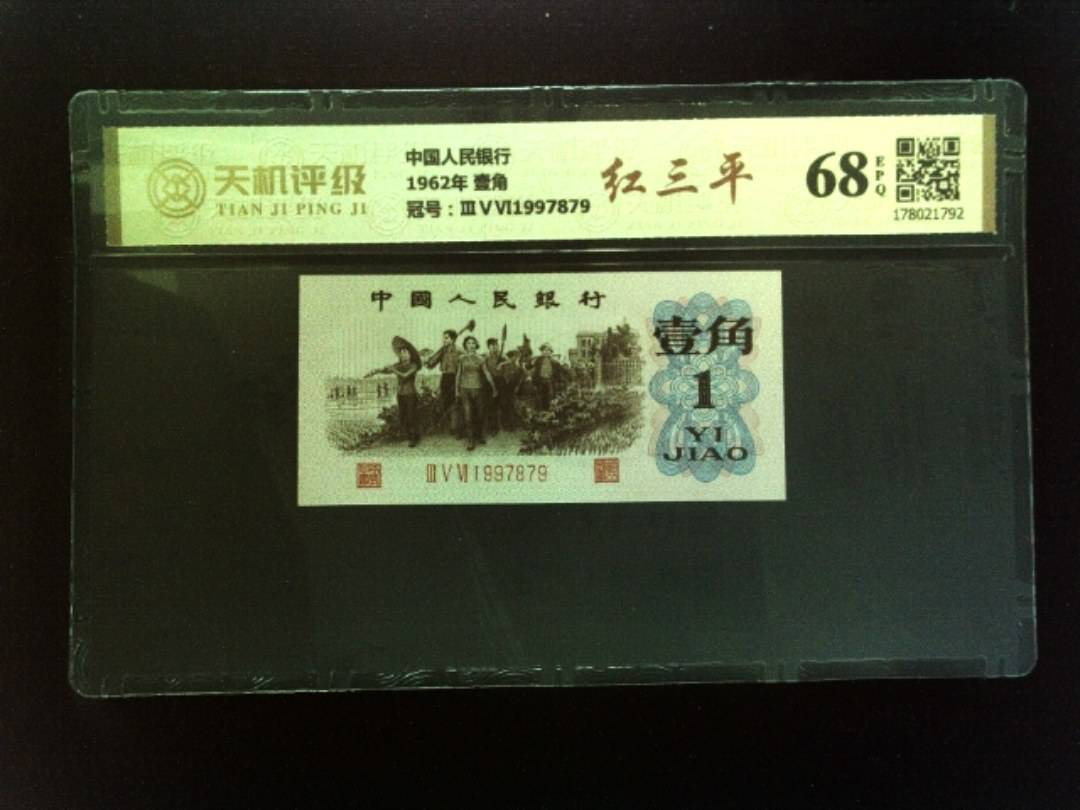 天机评级
TIAN JI PING JI
中国人民银行
1962年 壹角
冠号：ⅢⅤⅥ1997879
红三平
68
EPQ
178021792
中國人民銀行
壹角
1
YI
JIAO
ⅢⅤⅥ1997879